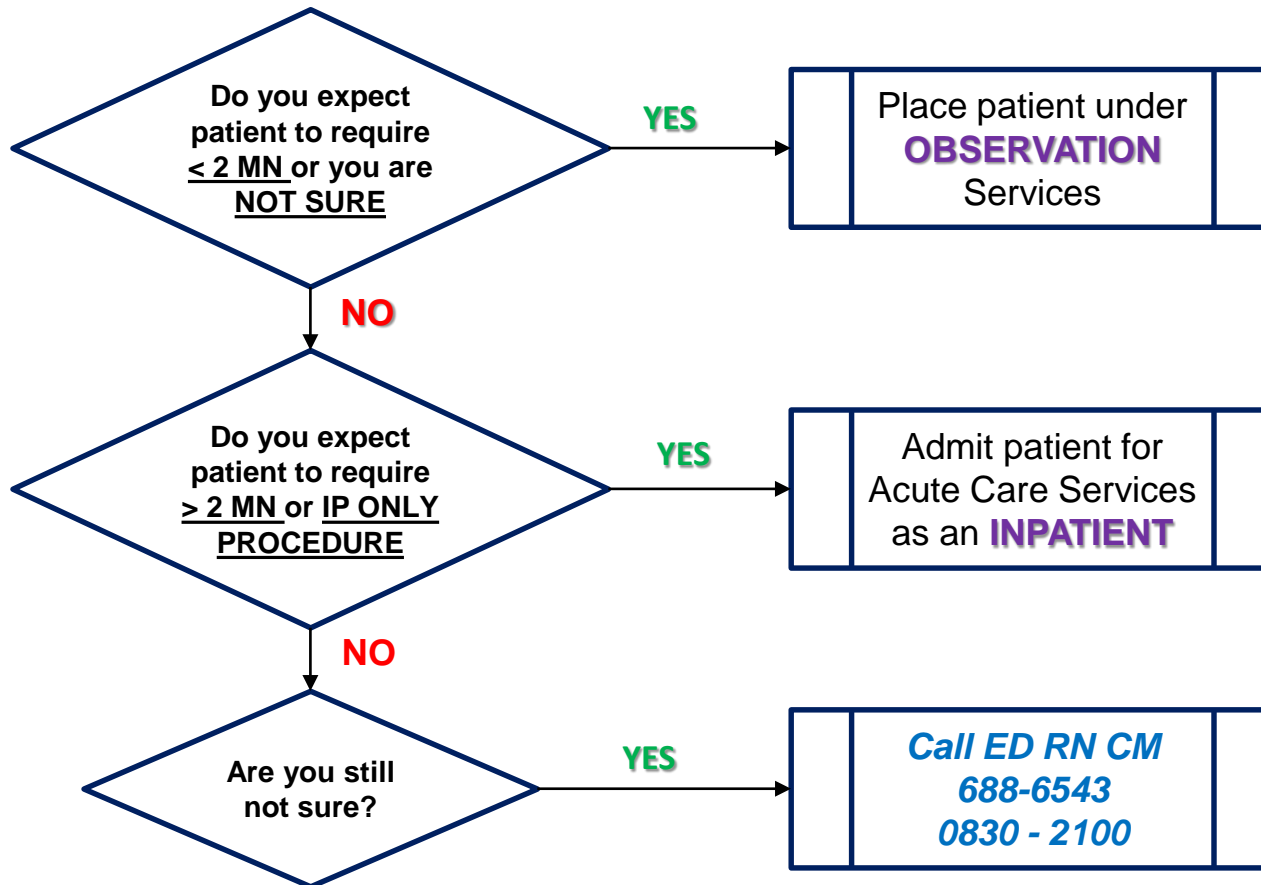 Do you expect
patient to require
< 2 MN or you are
NOT SURE
YES
Place patient under
OBSERVATION
Services
NO
Do you expect
patient to require
> 2 MN or IP ONLY
PROCEDURE
YES
Admit patient for
Acute Care Services
as an INPATIENT
NO
Are you still
not sure?
YES
Call ED RN CM
688-6543
0830 - 2100